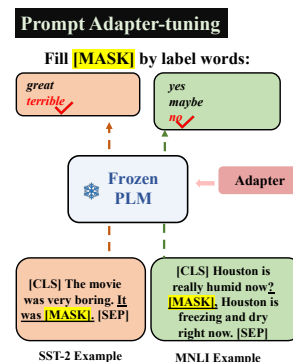 Prompt Adapter-tuning
Fill [MASK] by label words:
great
terrible
yes
maybe
no
Frozen
PLM
Adapter
[CLS] The movie
was very boring. It
was [MASK]. [SEP]
[CLS] Houston is
really humid now?
[MASK], Houston is
freezing and dry
right now. [SEP]
SST-2 Example
MNLI Example